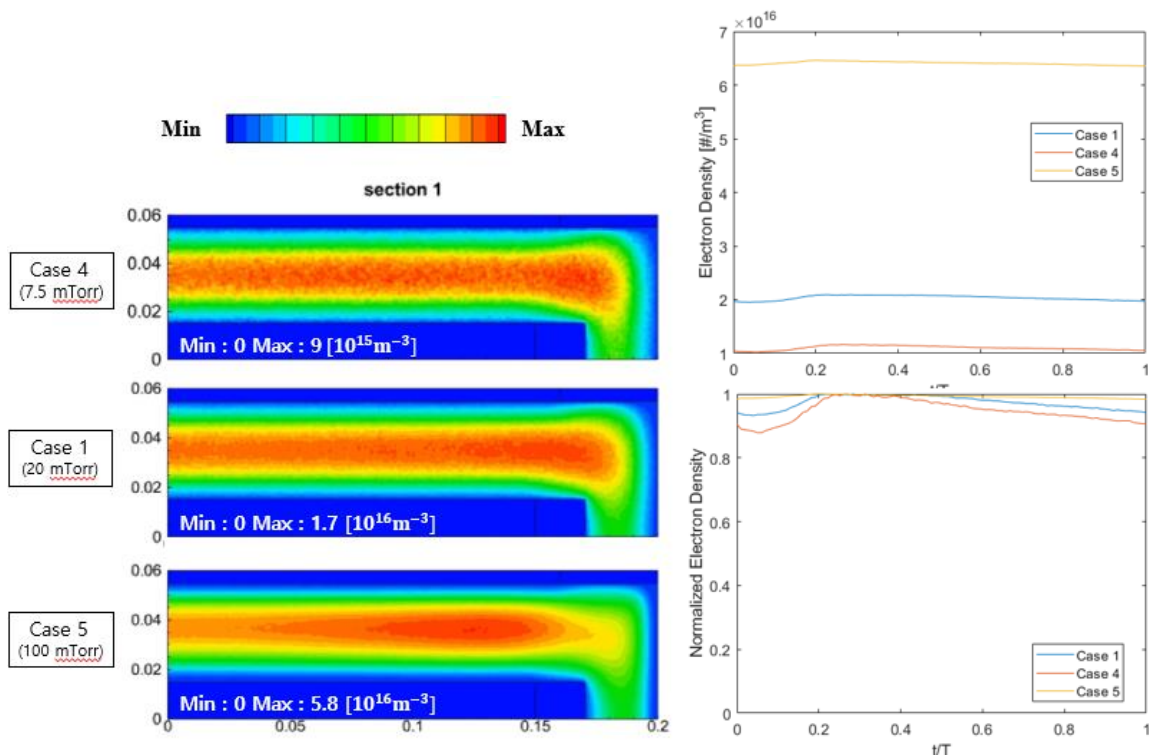 Min
Max
section 1
Case 4
(7.5 mTorr)
0.06
0.04
0.02
0
Min : 0 Max : 9 [10¹⁵m⁻³]
Case 1
(20 mTorr)
0.06
0.04
0.02
0
Min : 0 Max : 1.7 [10¹⁶m⁻³]
Case 5
(100 mTorr)
0.06
0.04
0.02
0
Min : 0 Max : 5.8 [10¹⁶m⁻³]
0 0.05 0.1 0.15 0.2
×10¹⁶
7
6
5
4
3
2
1
Electron Density [#/m³]
Case 1
Case 4
Case 5
0 0.2 0.4 0.6 0.8 1
t/T
1
0.8
0.6
0.4
0.2
0
Normalized Electron Density
Case 1
Case 4
Case 5
0 0.2 0.4 0.6 0.8 1
t/T